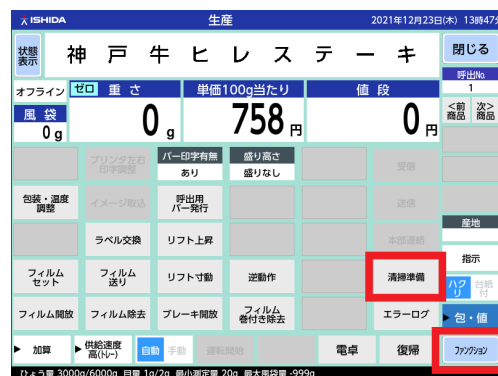 ISHIDA 生産 2021年12月23日(木) 13時47分
状態表示 神戸牛ヒレステーキ 閉じる
呼出No.
1
オフライン ゼロ 重さ 単価100g当たり 値段
<前商品 次>商品
風袋
0g 0g 758円 0円
プリンタ左右印字調整 バー印字有無 盛り高さ 受信
あり 盛りなし
包装・温度調整 イメージ取込 呼出用バー発行 送信
産地
ラベル交換 リフト上昇 本部連絡
指示
フィルムセット フィルム送り リフト寸動 逆動作 清掃準備
ハクリ 台紙付
フィルム開放 フィルム除去 ブレーキ開放 フィルム巻付き除去 エラーログ 包・値
加算 供給速度高(トレー) 自動 手動 運転開始 電卓 復帰 ファンクション
ひょう量 3000g/6000g 目量 1g/2g 最小測定量 20g 最大風袋量 -999g